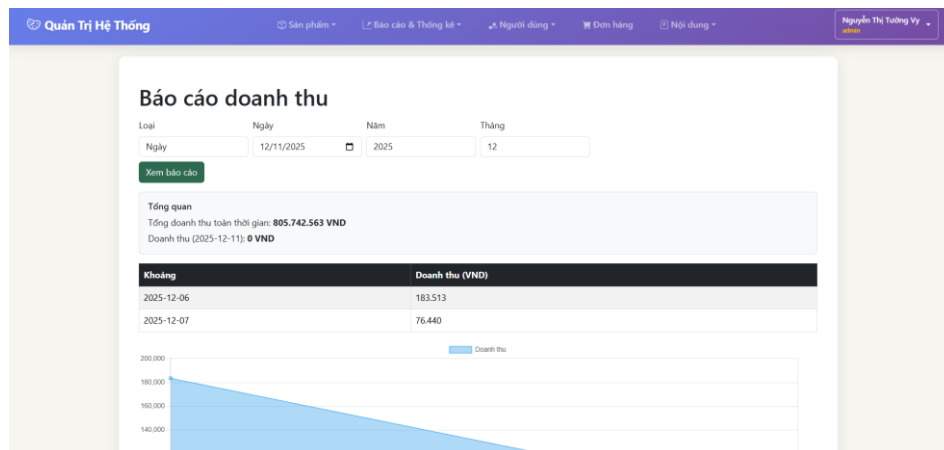 Quản Trị Hệ Thống
Sản phẩm
Báo cáo & Thống kê
Người dùng
Đơn hàng
Nội dung
Nguyễn Thị Tường Vy
admin
Báo cáo doanh thu
Loại Ngày Năm Tháng
Ngày 12/11/2025 2025 12
Xem báo cáo
Tổng quan
Tổng doanh thu toàn thời gian: 805.742.563 VND
Doanh thu (2025-12-11): 0 VND
Khoảng Doanh thu (VND)
2025-12-06 183.513
2025-12-07 76.440
Doanh thu
200,000
180,000
160,000
140,000